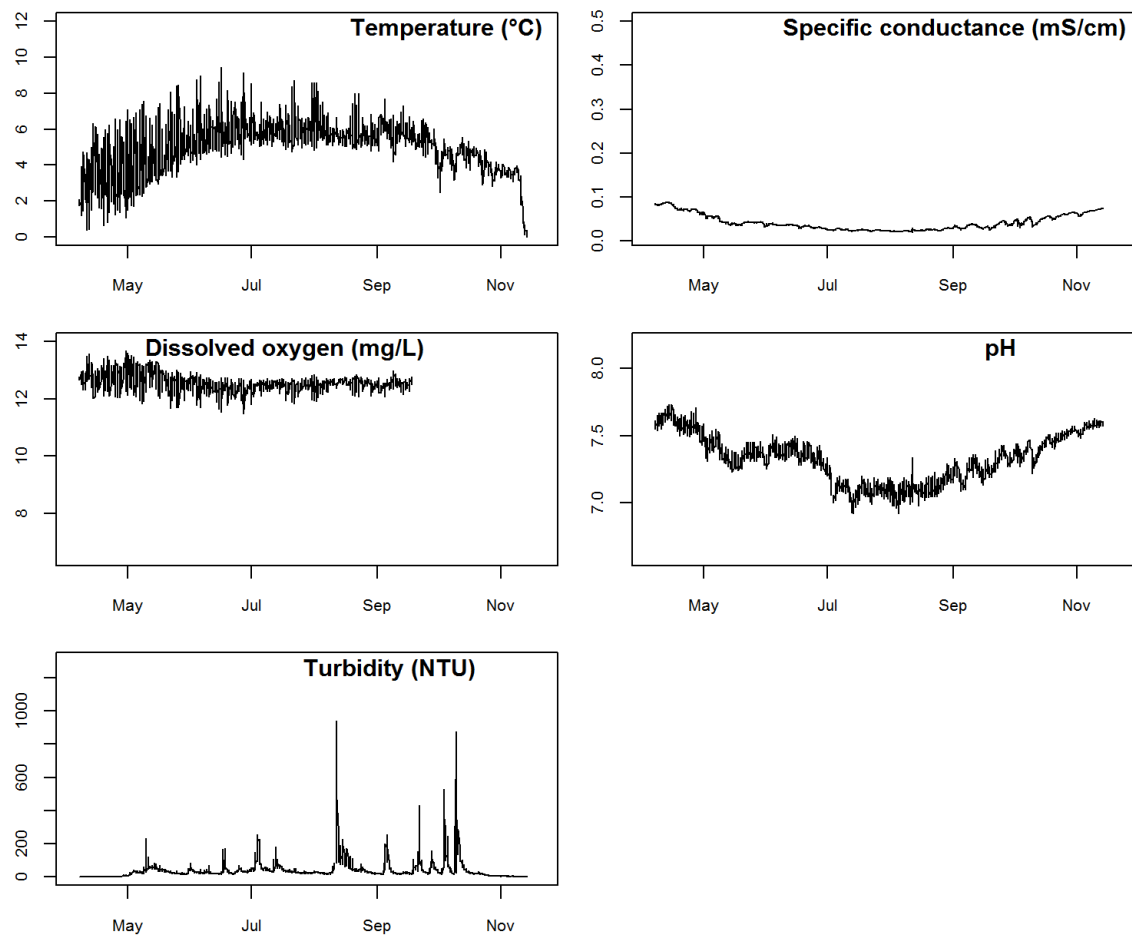 Temperature (°C)
12
10
8
6
4
2
0
May Jul Sep Nov
Specific conductance (mS/cm)
0.5
0.4
0.3
0.2
0.1
0.0
May Jul Sep Nov
Dissolved oxygen (mg/L)
14
12
10
8
May Jul Sep Nov
pH
8.0
7.5
7.0
May Jul Sep Nov
Turbidity (NTU)
1000
600
200
0
May Jul Sep Nov